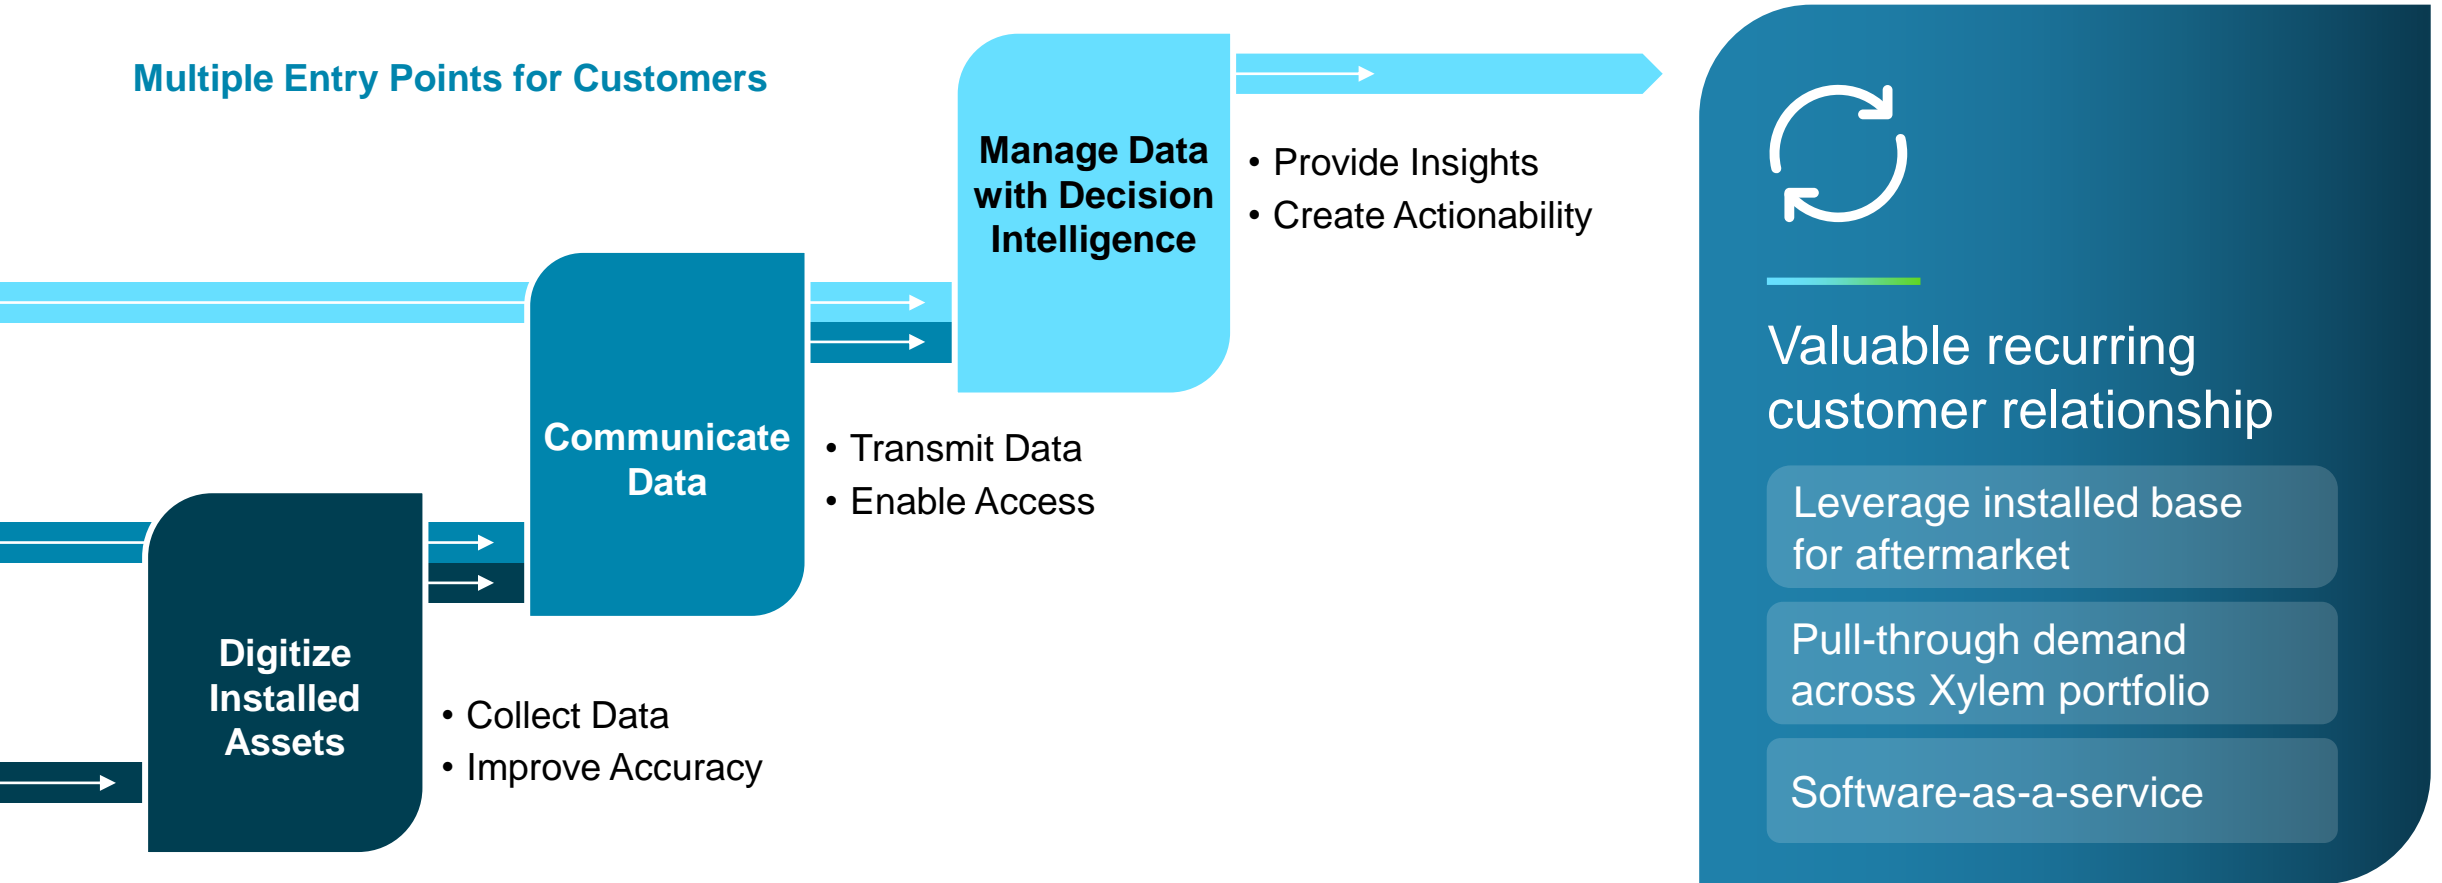 Multiple Entry Points for Customers
Manage Data
with Decision
Intelligence
• Provide Insights
• Create Actionability
Communicate
Data
• Transmit Data
• Enable Access
Digitize
Installed
Assets
• Collect Data
• Improve Accuracy
Valuable recurring
customer relationship
Leverage installed base
for aftermarket
Pull-through demand
across Xylem portfolio
Software-as-a-service